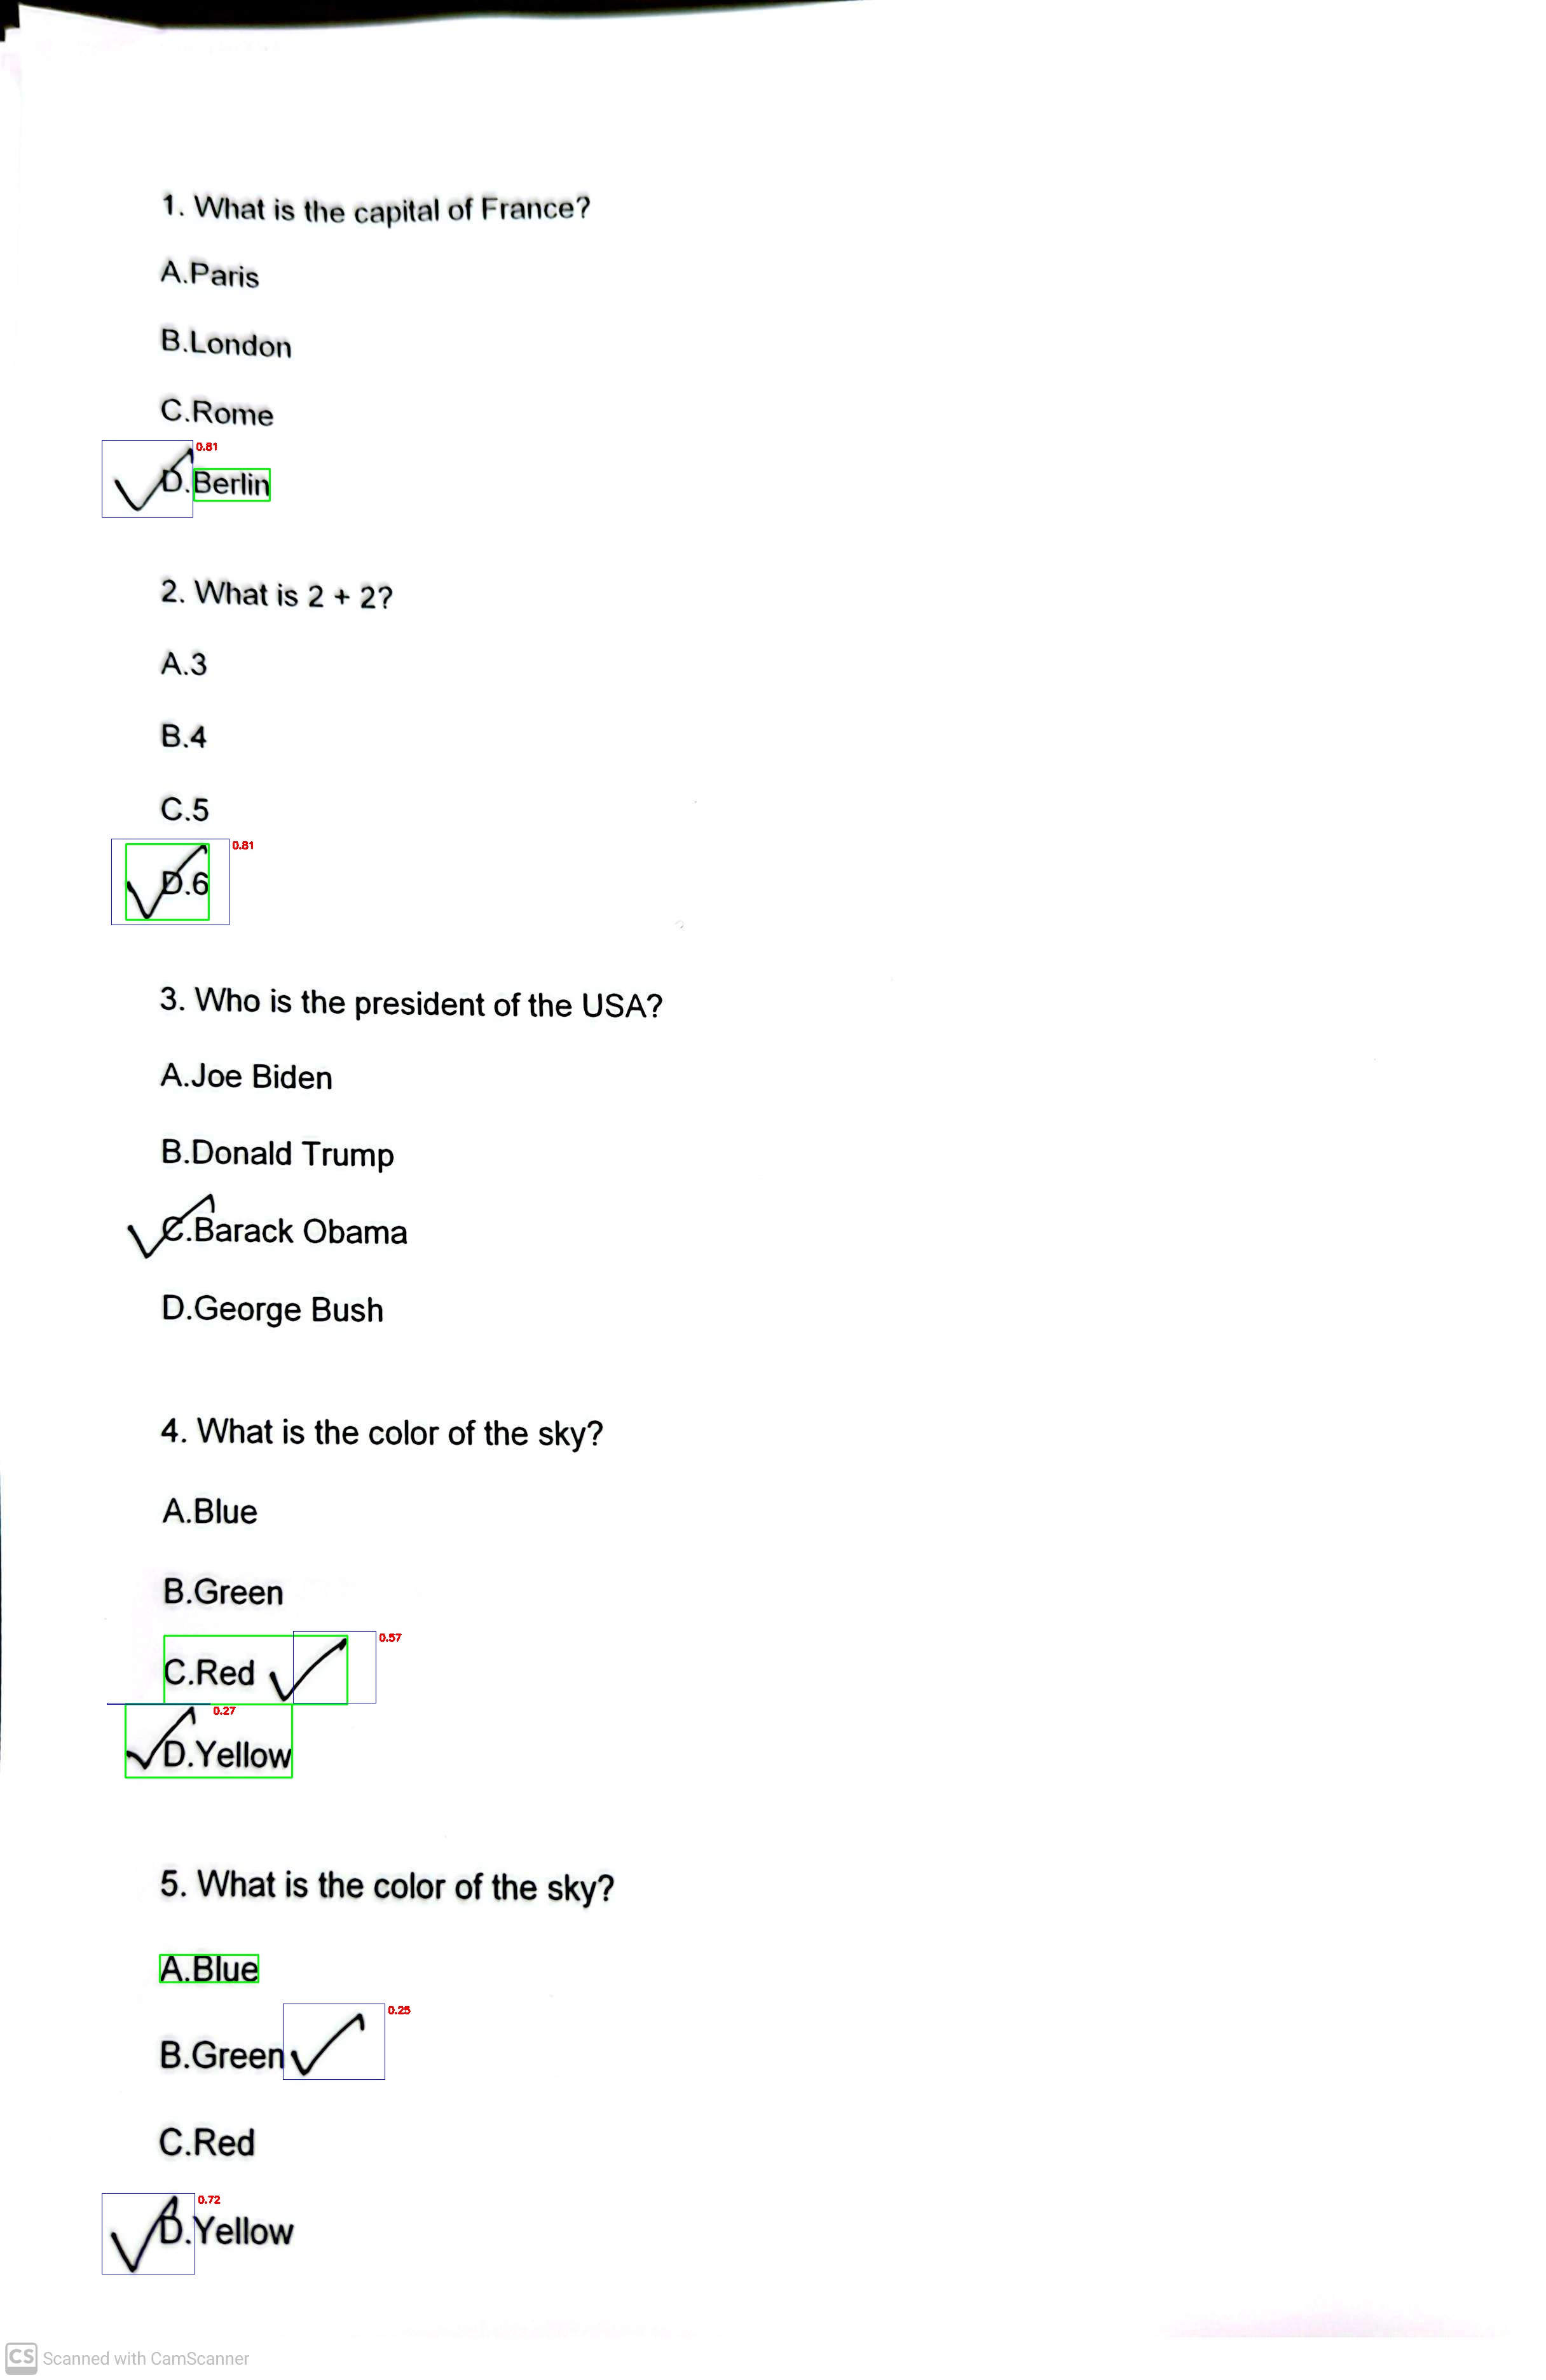 1. What is the capital of France?
A.Paris
B.London
C.Rome
0.81
D.Berlin
2. What is 2 + 2?
A.3
B.4
C.5
0.81
D.6
3. Who is the president of the USA?
A.Joe Biden
B.Donald Trump
C.Barack Obama
D.George Bush
4. What is the color of the sky?
A.Blue
B.Green
0.57
C.Red
0.27
D.Yellow
5. What is the color of the sky?
A.Blue
0.25
B.Green
C.Red
0.72
D.Yellow
CS Scanned with CamScanner